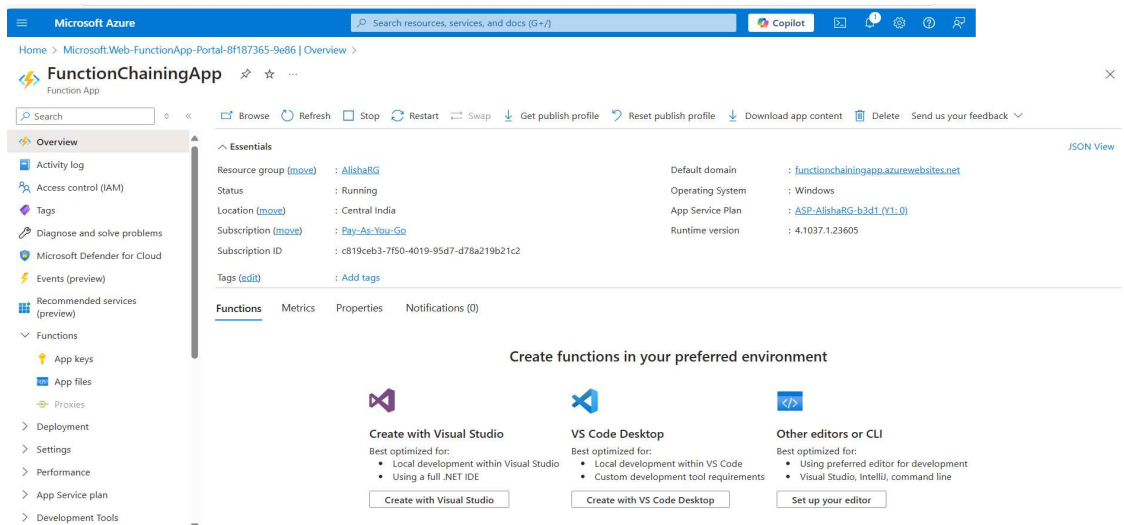 Microsoft Azure
Search resources, services, and docs (G+/)
Copilot
1
Home > Microsoft.Web-FunctionApp-Portal-8f187365-9e86 | Overview >
FunctionChainingApp
Function App
Search
Browse Refresh Stop Restart Swap Get publish profile Reset publish profile Download app content Delete Send us your feedback
Overview
Activity log
Access control (IAM)
Tags
Diagnose and solve problems
Microsoft Defender for Cloud
Events (preview)
Recommended services
(preview)
Functions
App keys
App files
Proxies
Deployment
Settings
Performance
App Service plan
Development Tools
Essentials
JSON View
Resource group (move) : AlishaRG
Status : Running
Location (move) : Central India
Subscription (move) : Pay-As-You-Go
Subscription ID : c819ceb3-7f50-4019-95d7-d78a219b21c2
Tags (edit) : Add tags
Default domain : functionchainingapp.azurewebsites.net
Operating System : Windows
App Service Plan : ASP-AlishaRG-b3d1 (Y1: 0)
Runtime version : 4.1037.1.23605
Functions Metrics Properties Notifications (0)
Create functions in your preferred environment
Create with Visual Studio
Best optimized for:
• Local development within Visual Studio
• Using a full .NET IDE
Create with Visual Studio
VS Code Desktop
Best optimized for:
• Local development within VS Code
• Custom development tool requirements
Create with VS Code Desktop
Other editors or CLI
Best optimized for:
• Using preferred editor for development
• Visual Studio, IntelliJ, command line
Set up your editor